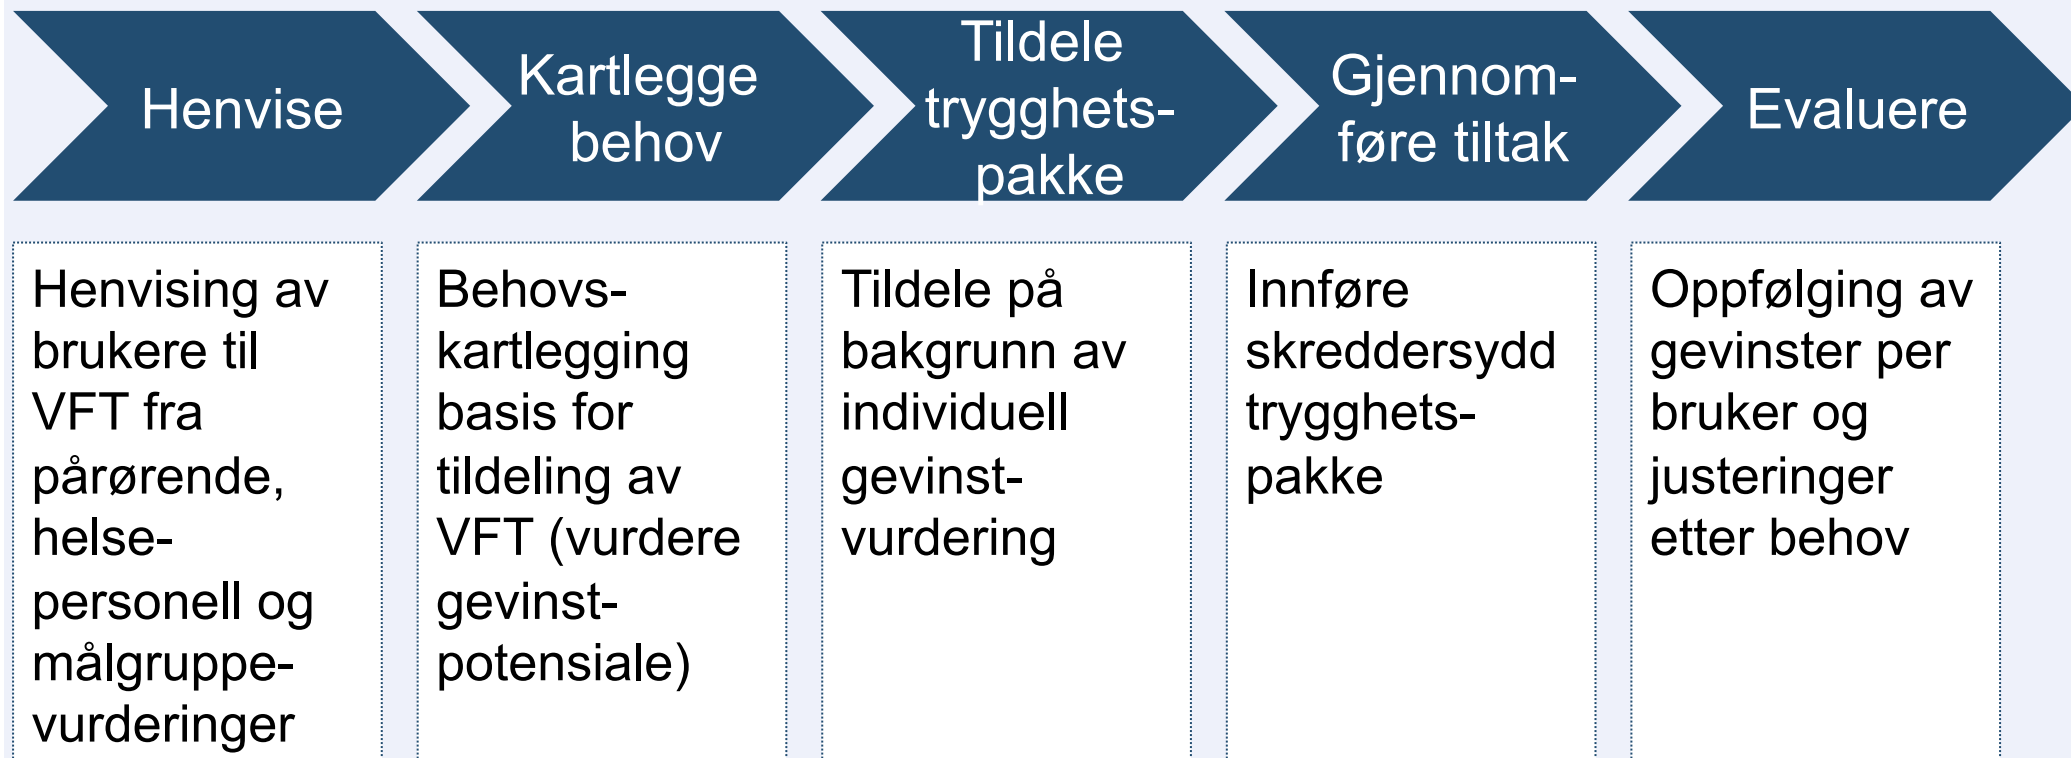 Henvise
Kartlegge
behov
Tildele
trygghets-
pakke
Gjennom-
føre tiltak
Evaluere
Henvising av
brukere til
VFT fra
pårørende,
helse-
personell og
målgruppe-
vurderinger
Behovs-
kartlegging
basis for
tildeling av
VFT (vurdere
gevinst-
potensiale)
Tildele på
bakgrunn av
individuell
gevinst-
vurdering
Innføre
skreddersydd
trygghets-
pakke
Oppfølging av
gevinster per
bruker og
justeringer
etter behov